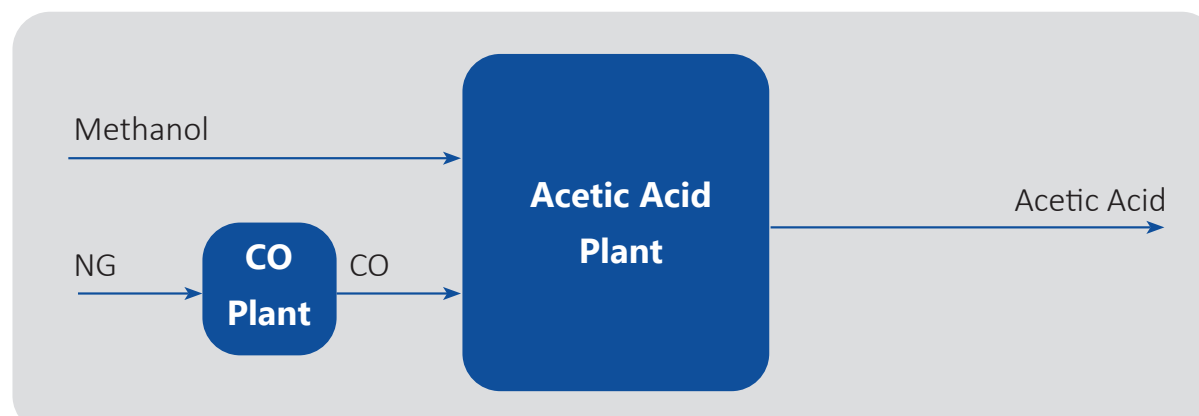 Methanol
NG
CO
Plant
CO
Acetic Acid
Plant
Acetic Acid